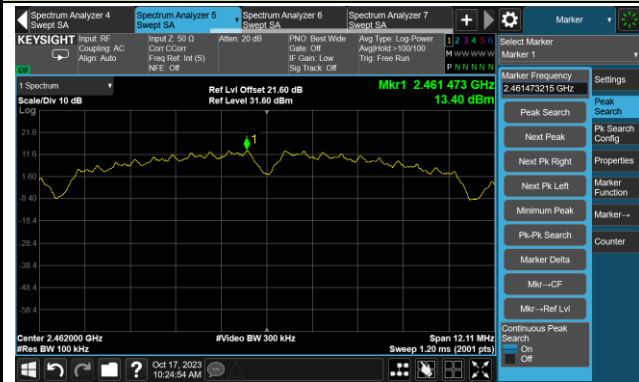 Spectrum Analyzer 4
Swept SA
Spectrum Analyzer 5
Swept SA
Spectrum Analyzer 6
Swept SA
Spectrum Analyzer 7
Swept SA
+
Marker
KEYSIGHT
Input: RF
Coupling: AC
Align: Auto
Input Z: 50 Ω
Corr CCorr
Freq Ref: Int (S)
NFE: Off
Atten: 20 dB
PNO: Best Wide
Gate: Off
IF Gain: Low
Sig Track: Off
Avg Type: Log-Power
Avg|Hold:>100/100
Trig: Free Run
1 2 3 4 5 6
M W W W W W
P N N N N N
Select Marker
Marker 1
1 Spectrum
Scale/Div 10 dB
Log
Ref Lvl Offset 21.60 dB
Ref Level 31.60 dBm
Mkr1 2.461 473 GHz
13.40 dBm
21.6
11.6
1.60
-8.40
-18.4
-28.4
-38.4
-48.4
-58.4
1
Center 2.462000 GHz
#Res BW 100 kHz
#Video BW 300 kHz
Span 12.11 MHz
Sweep 1.20 ms (2001 pts)
Marker Frequency
2.461473215 GHz
Peak Search
Next Peak
Next Pk Right
Next Pk Left
Minimum Peak
Pk-Pk Search
Marker Delta
Mkr→CF
Mkr→Ref Lvl
Continuous Peak
Search
On
Off
Settings
Peak
Search
Pk Search
Config
Properties
Marker
Function
Marker→
Counter
?
Oct 17, 2023
10:24:54 AM